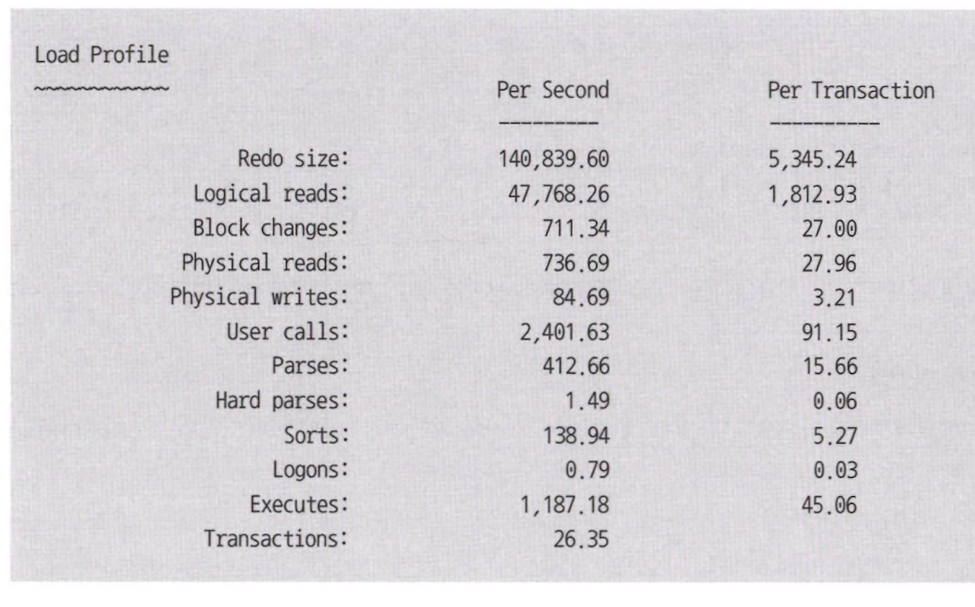 Load Profile
~~~~~~~~~~~~
Per Second Per Transaction
---------- ----------
Redo size: 140,839.60 5,345.24
Logical reads: 47,768.26 1,812.93
Block changes: 711.34 27.00
Physical reads: 736.69 27.96
Physical writes: 84.69 3.21
User calls: 2,401.63 91.15
Parses: 412.66 15.66
Hard parses: 1.49 0.06
Sorts: 138.94 5.27
Logons: 0.79 0.03
Executes: 1,187.18 45.06
Transactions: 26.35